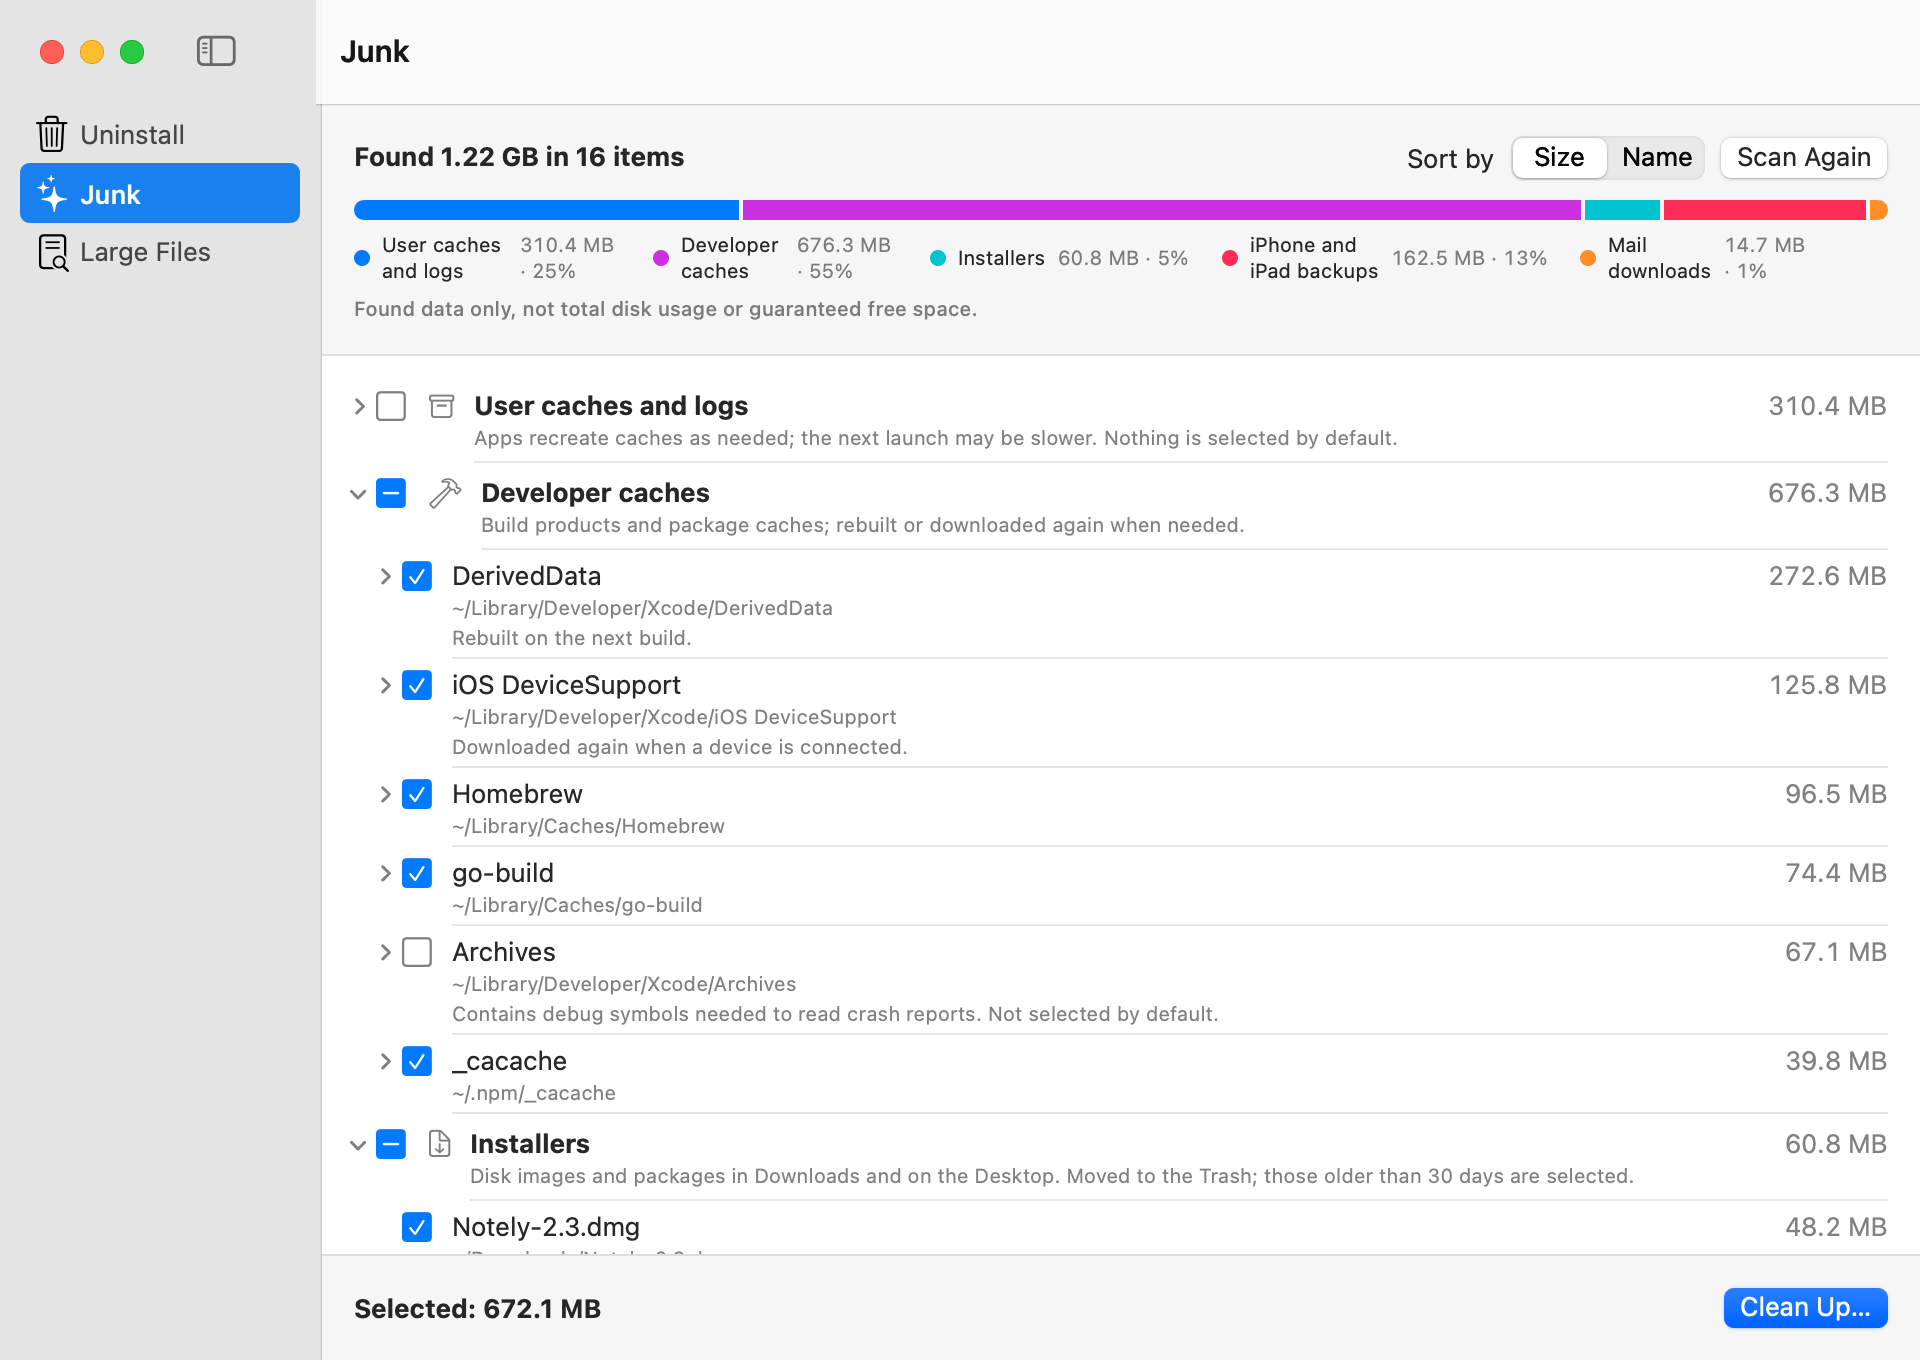 Junk
Uninstall
Junk
Large Files
Found 1.22 GB in 16 items
Sort by
Size
Name
Scan Again
User caches and logs
310.4 MB · 25%
Developer caches
676.3 MB · 55%
Installers 60.8 MB · 5%
iPhone and iPad backups
162.5 MB · 13%
Mail downloads
14.7 MB · 1%
Found data only, not total disk usage or guaranteed free space.
User caches and logs
310.4 MB
Apps recreate caches as needed; the next launch may be slower. Nothing is selected by default.
Developer caches
676.3 MB
Build products and package caches; rebuilt or downloaded again when needed.
DerivedData
272.6 MB
~/Library/Developer/Xcode/DerivedData
Rebuilt on the next build.
iOS DeviceSupport
125.8 MB
~/Library/Developer/Xcode/iOS DeviceSupport
Downloaded again when a device is connected.
Homebrew
96.5 MB
~/Library/Caches/Homebrew
go-build
74.4 MB
~/Library/Caches/go-build
Archives
67.1 MB
~/Library/Developer/Xcode/Archives
Contains debug symbols needed to read crash reports. Not selected by default.
_cacache
39.8 MB
~/.npm/_cacache
Installers
60.8 MB
Disk images and packages in Downloads and on the Desktop. Moved to the Trash; those older than 30 days are selected.
Notely-2.3.dmg
48.2 MB
Selected: 672.1 MB
Clean Up...